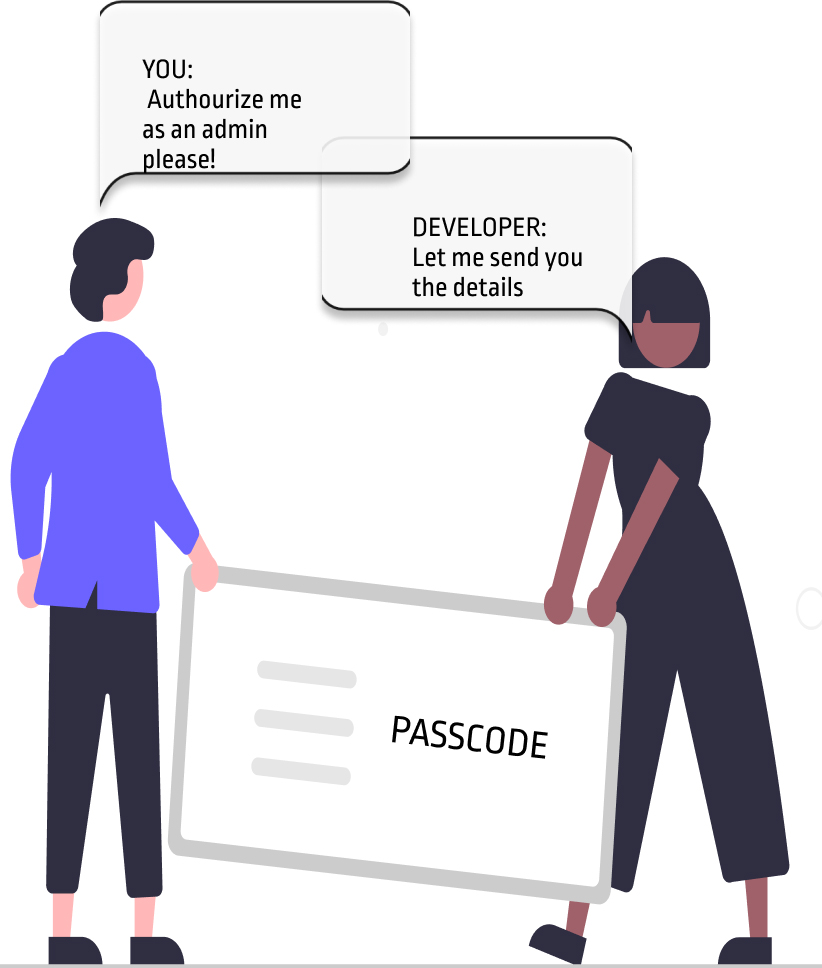 YOU:
Authourize me
as an admin
please!
DEVELOPER:
Let me send you
the details
PASSCODE